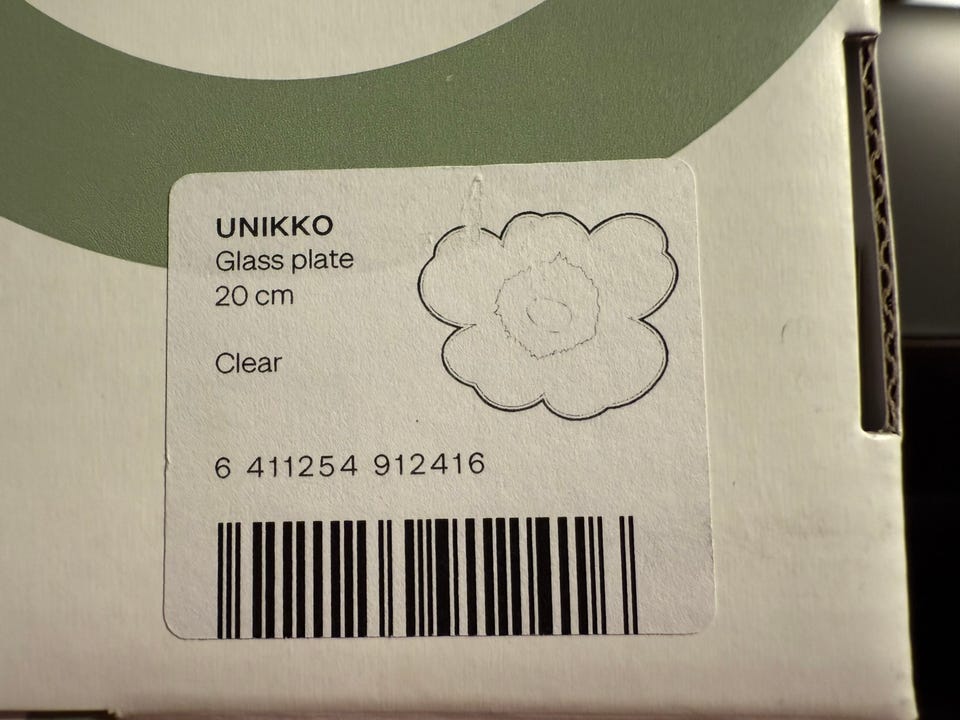 UNIKKO
Glass plate
20 cm
Clear
6 411254 912416